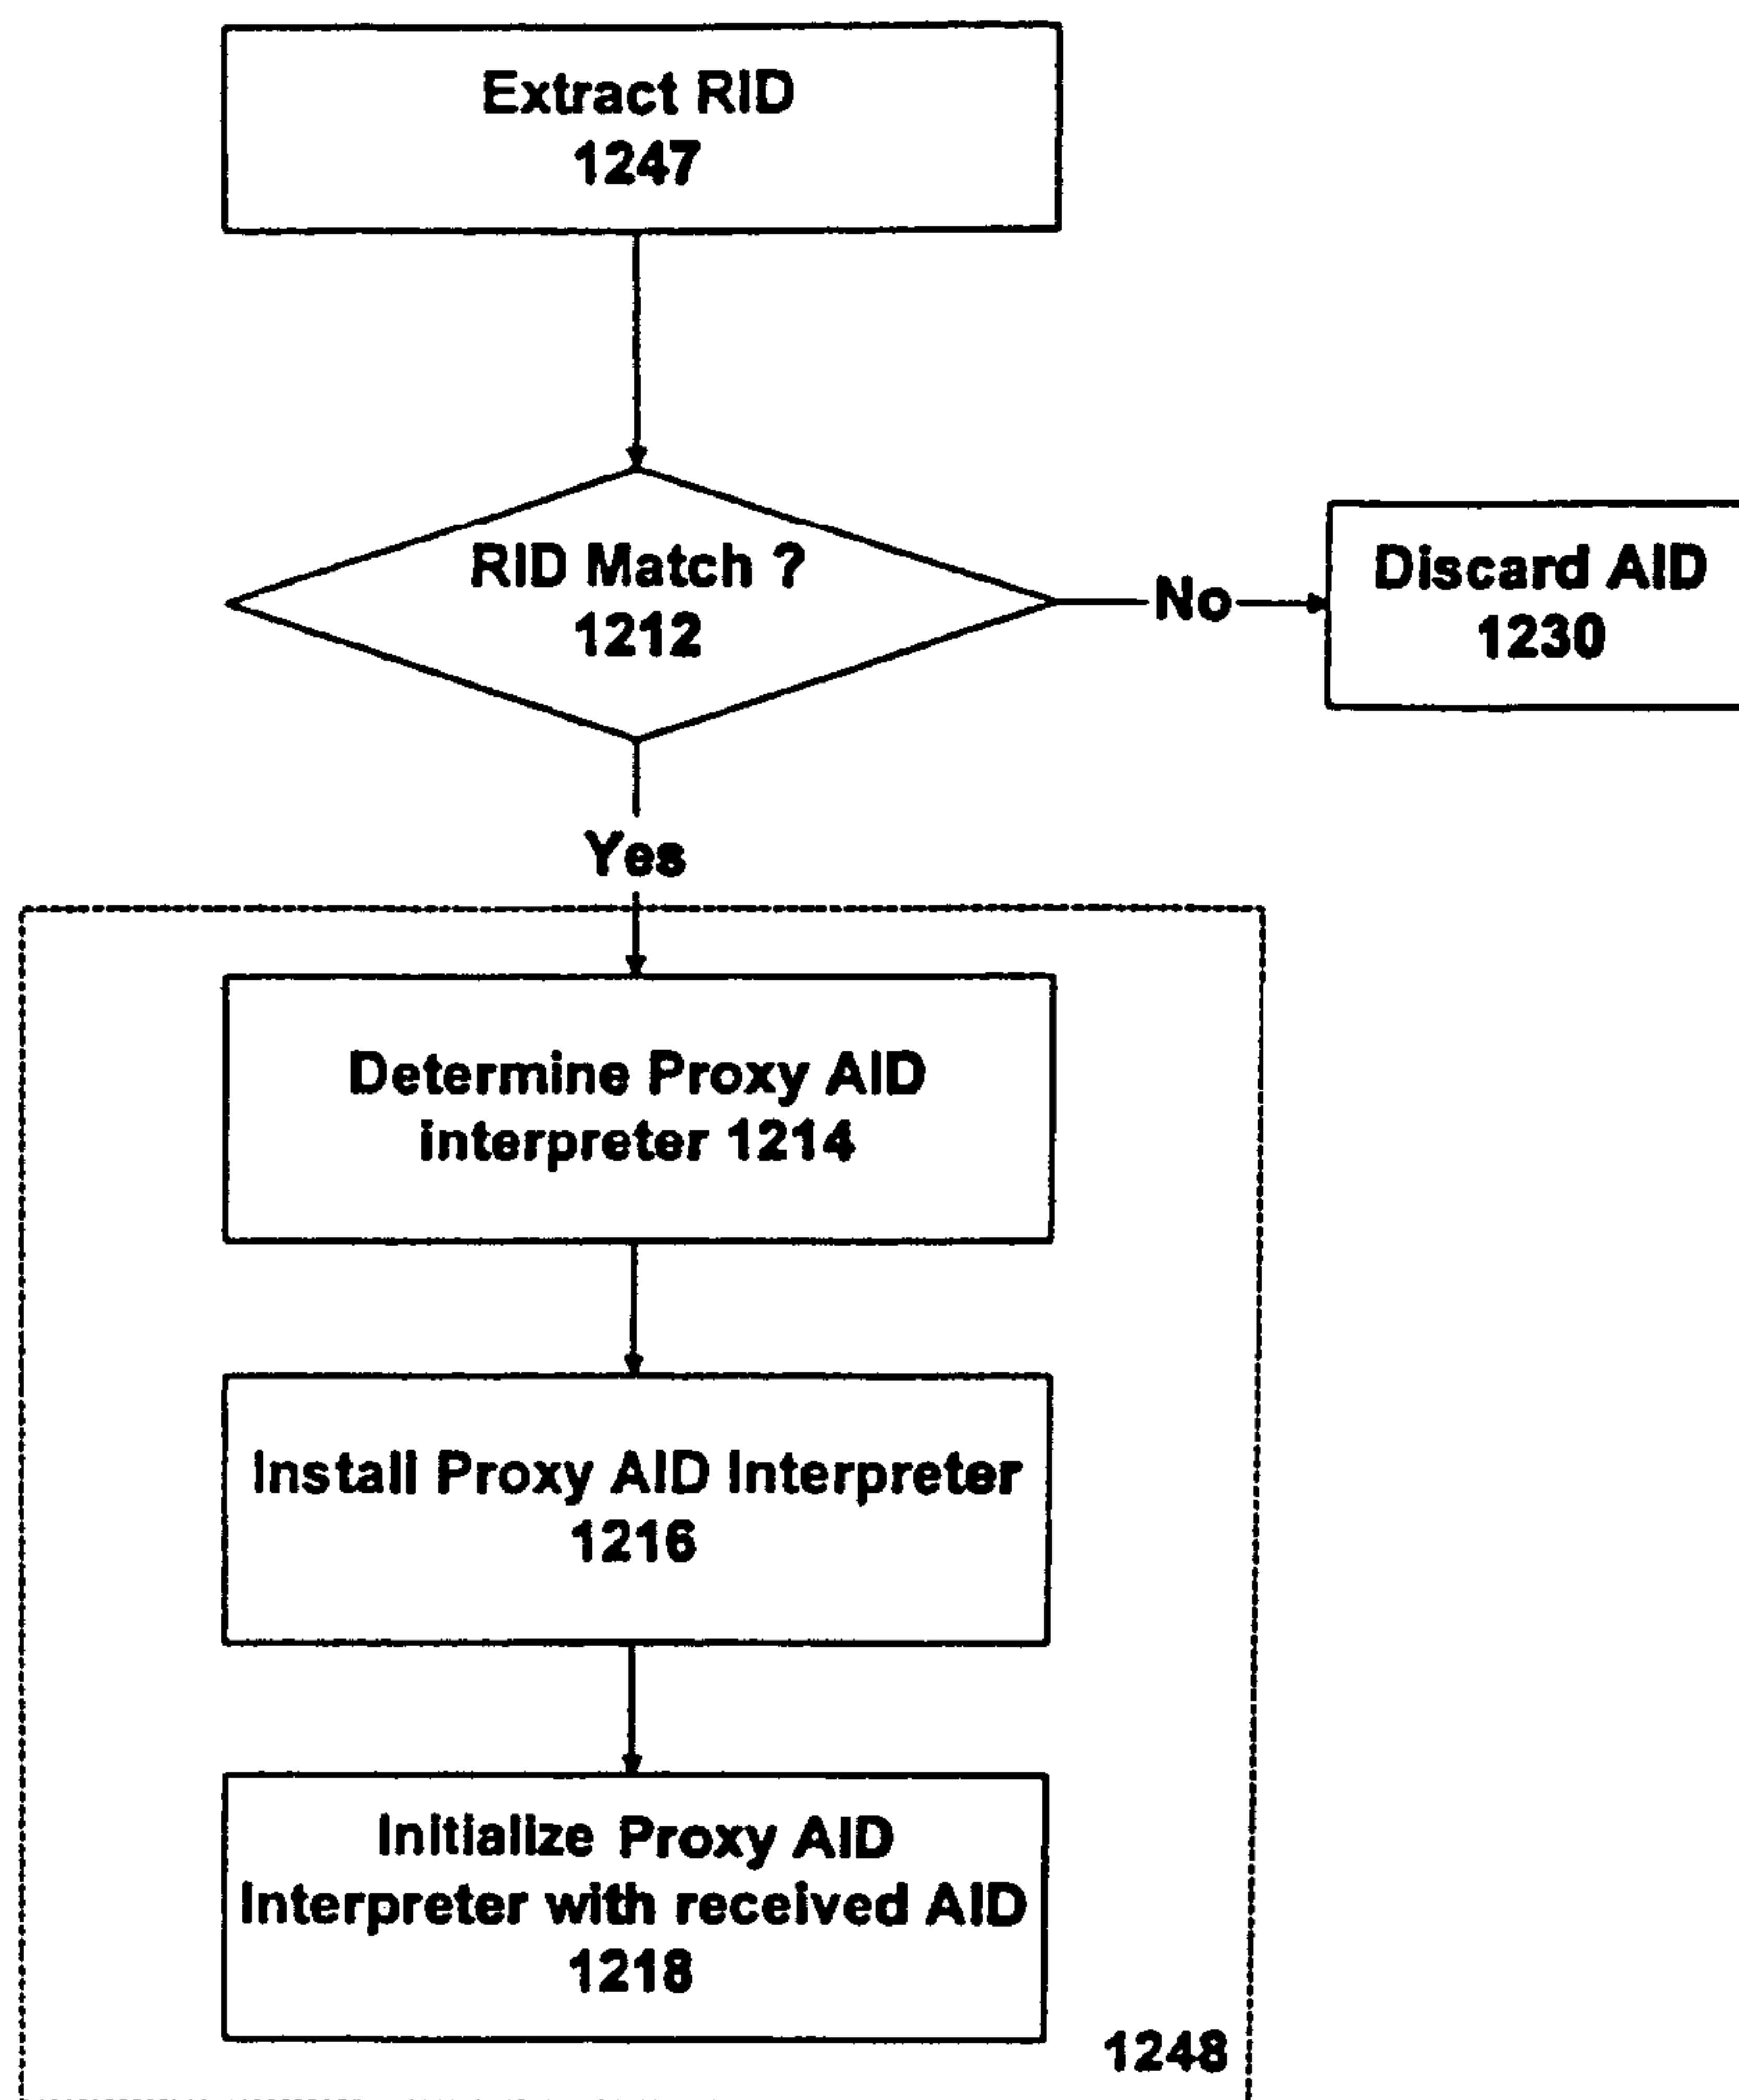 Extract RID
1247
RID Match ?
1212
No
Discard AID
1230
Yes
Determine Proxy AID
interpreter 1214
Install Proxy AID Interpreter
1216
Initialize Proxy AID
Interpreter with received AID
1218
1248